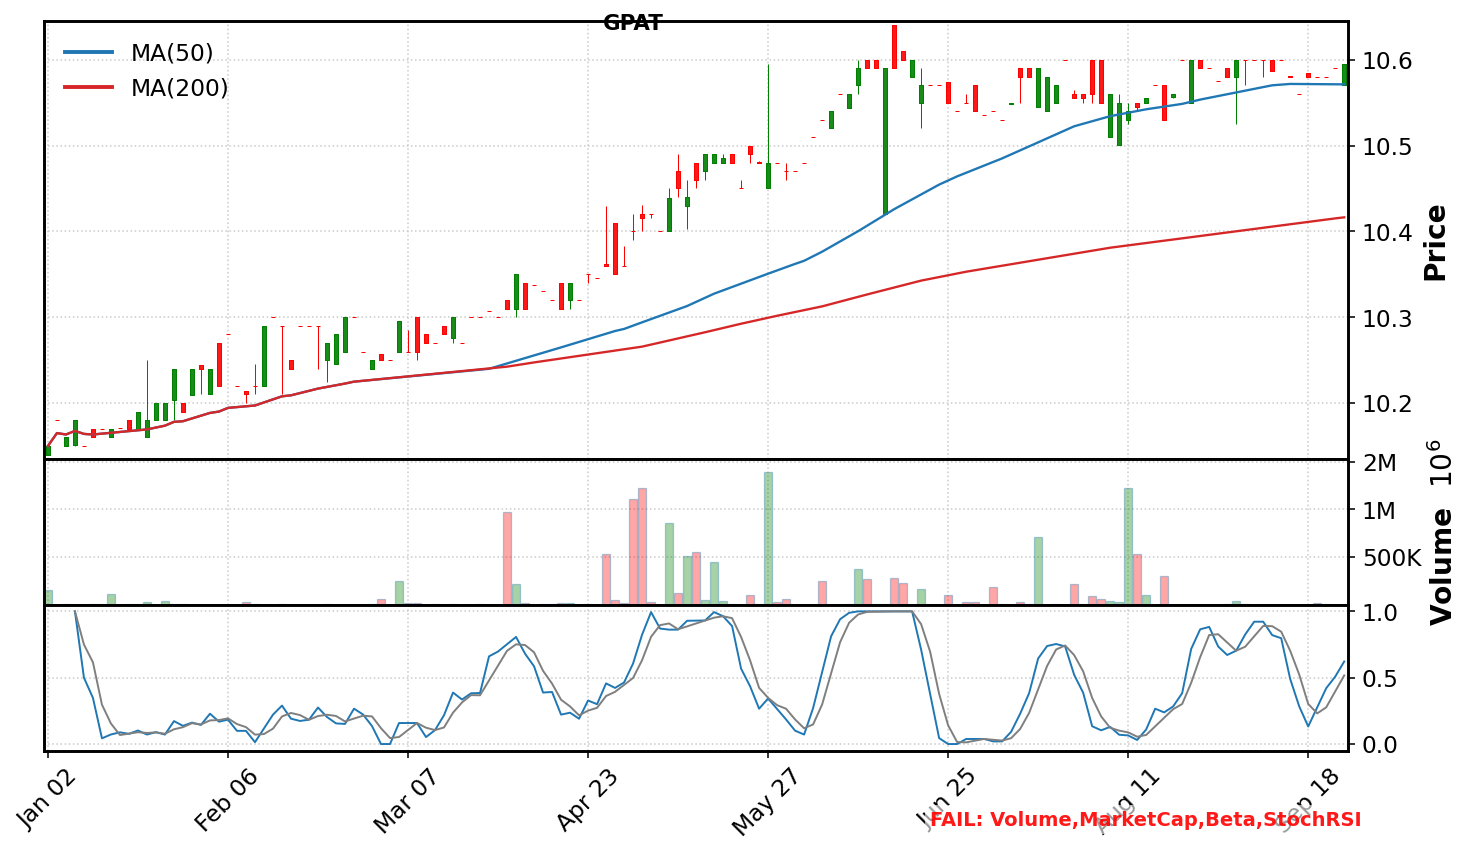 GPAT
MA(50)
MA(200)
10.6
10.5
10.4
10.3
10.2
Price
2M
1M
500K
Volume 10⁶
1.0
0.5
0.0
Jan 02
Feb 06
Mar 07
Apr 23
May 27
Jun 25
Aug 11
Sep 18
FAIL: Volume,MarketCap,Beta,StochRSI